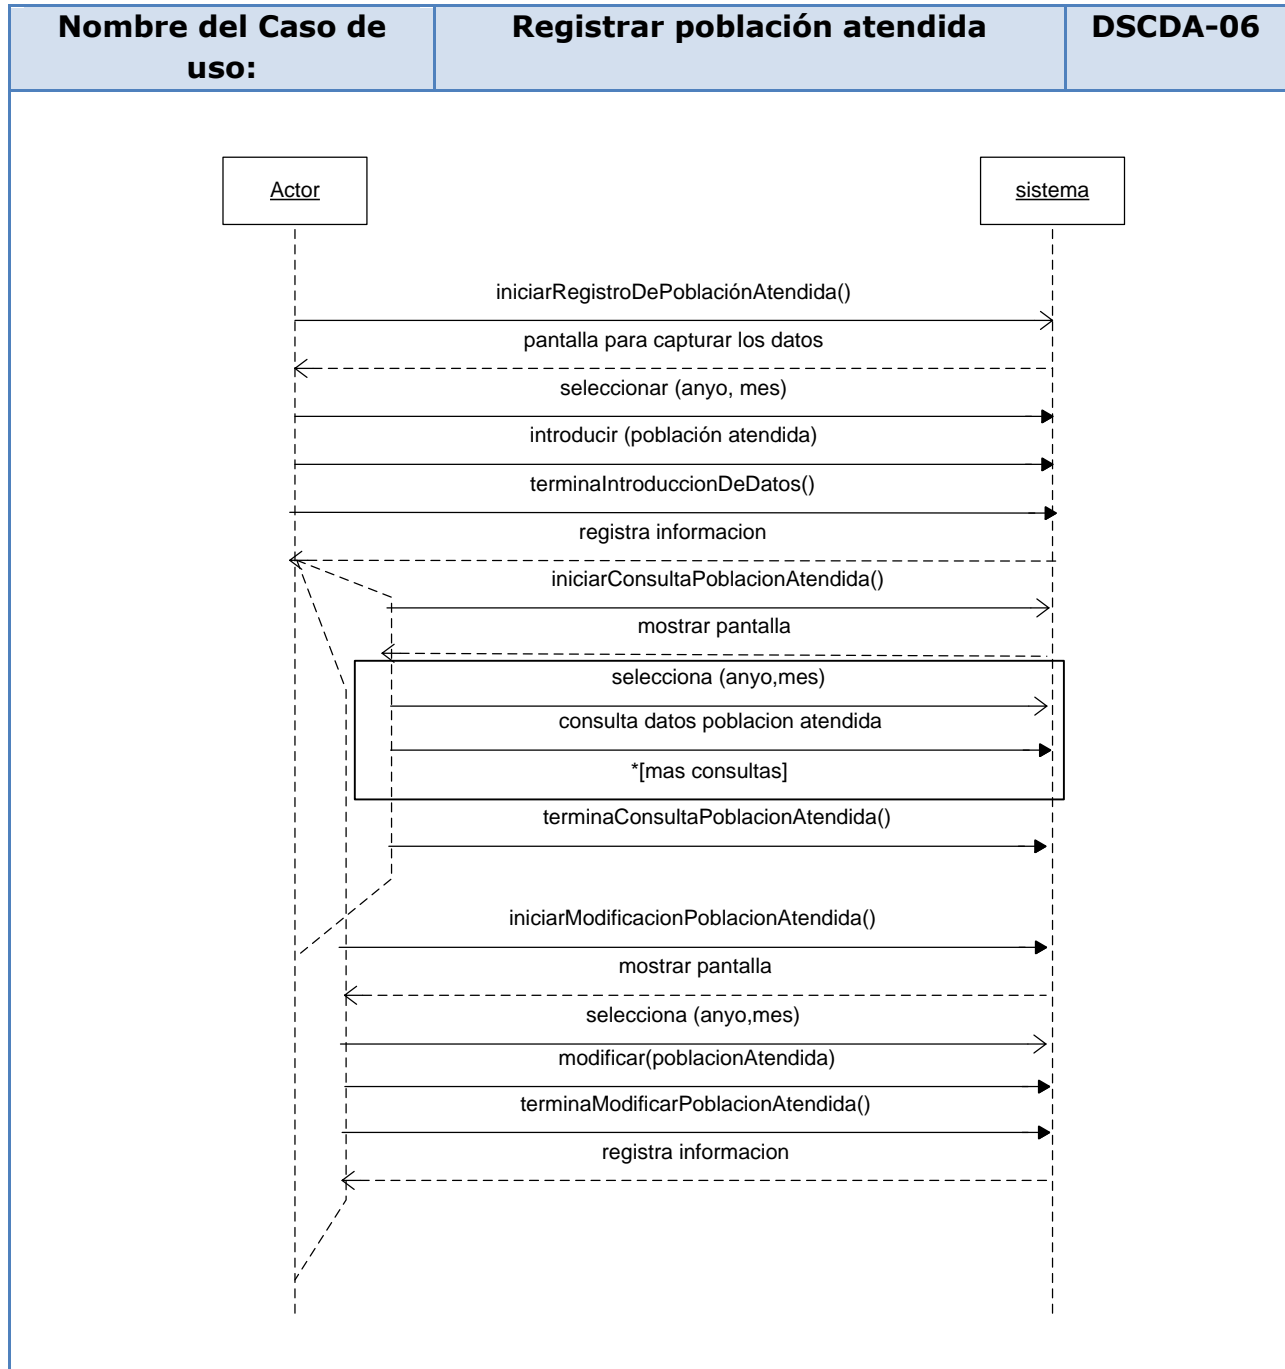 Nombre del Caso de uso:
Registrar población atendida
DSCDA-06
Actor
sistema
iniciarRegistroDePoblaciónAtendida()
pantalla para capturar los datos
seleccionar (anyo, mes)
introducir (población atendida)
terminaIntroduccionDeDatos()
registra informacion
iniciarConsultaPoblacionAtendida()
mostrar pantalla
selecciona (anyo,mes)
consulta datos poblacion atendida
*[mas consultas]
terminaConsultaPoblacionAtendida()
iniciarModificacionPoblacionAtendida()
mostrar pantalla
selecciona (anyo,mes)
modificar(poblacionAtendida)
terminaModificarPoblacionAtendida()
registra informacion